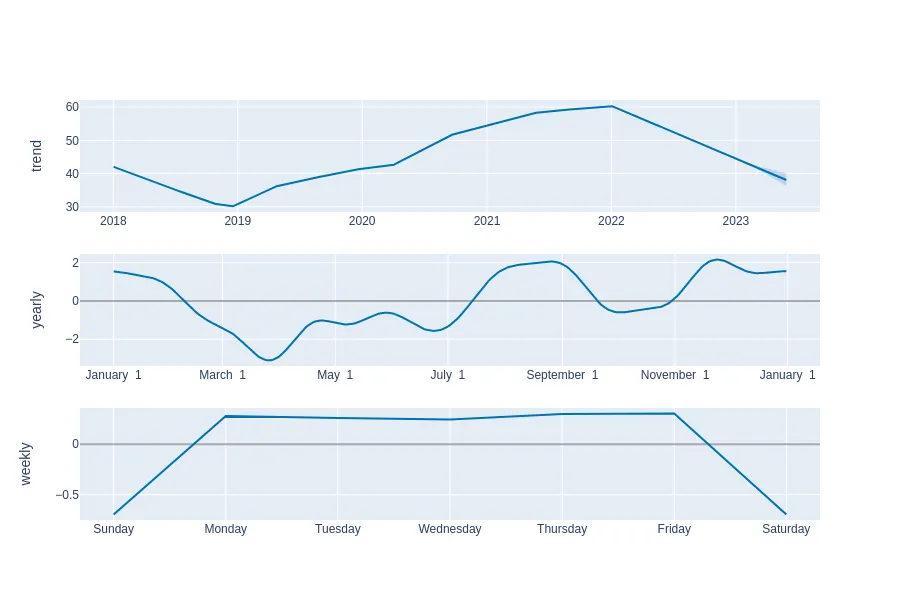 trend
60
50
40
30
2018 2019 2020 2021 2022 2023
yearly
2
0
−2
January 1 March 1 May 1 July 1 September 1 November 1 January 1
weekly
0
−0.5
Sunday Monday Tuesday Wednesday Thursday Friday Saturday